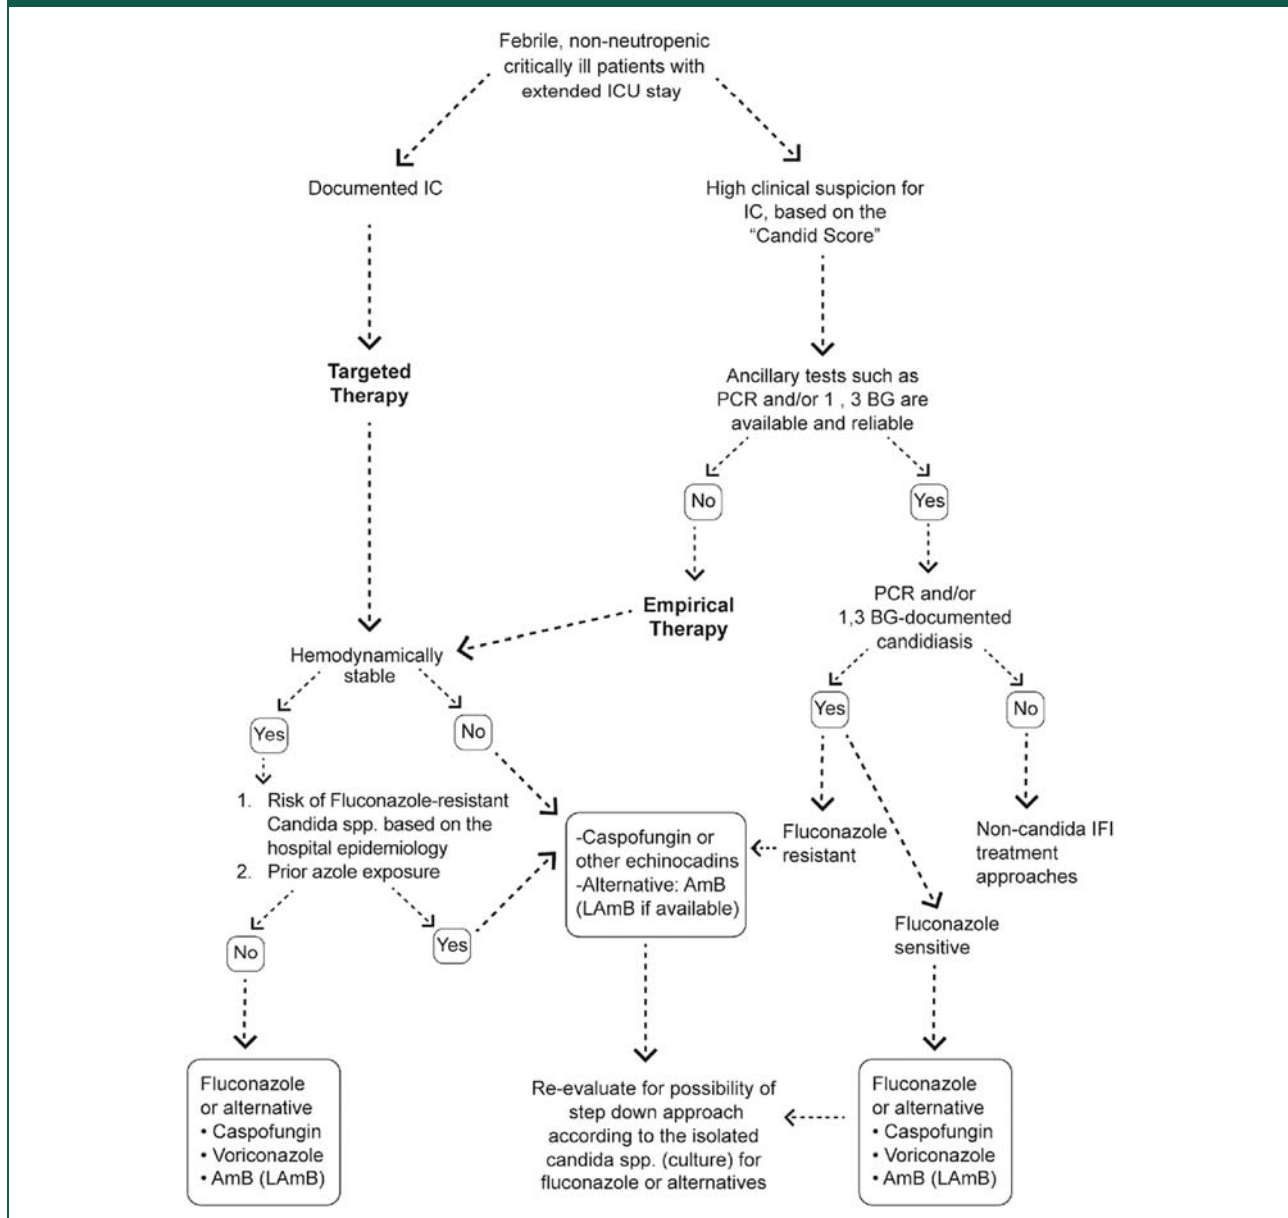 Febrile, non-neutropenic
critically ill patients with
extended ICU stay
Documented IC
High clinical suspicion for
IC, based on the
“Candid Score”
Targeted
Therapy
Ancillary tests such as
PCR and/or 1 , 3 BG are
available and reliable
No
Yes
Empirical
Therapy
PCR and/or
1,3 BG-documented
candidiasis
Hemodynamically
stable
Yes
No
Yes
No
1. Risk of Fluconazole-resistant
Candida spp. based on the
hospital epidemiology
2. Prior azole exposure
-Caspofungin or
other echinocadins
-Alternative: AmB
(LAmB if available)
Fluconazole
resistant
Non-candida IFI
treatment
approaches
No
Yes
Fluconazole
sensitive
Fluconazole
or alternative
• Caspofungin
• Voriconazole
• AmB (LAmB)
Re-evaluate for possibility of
step down approach
according to the isolated
candida spp. (culture) for
fluconazole or alternatives
Fluconazole
or alternative
• Caspofungin
• Voriconazole
• AmB (LAmB)